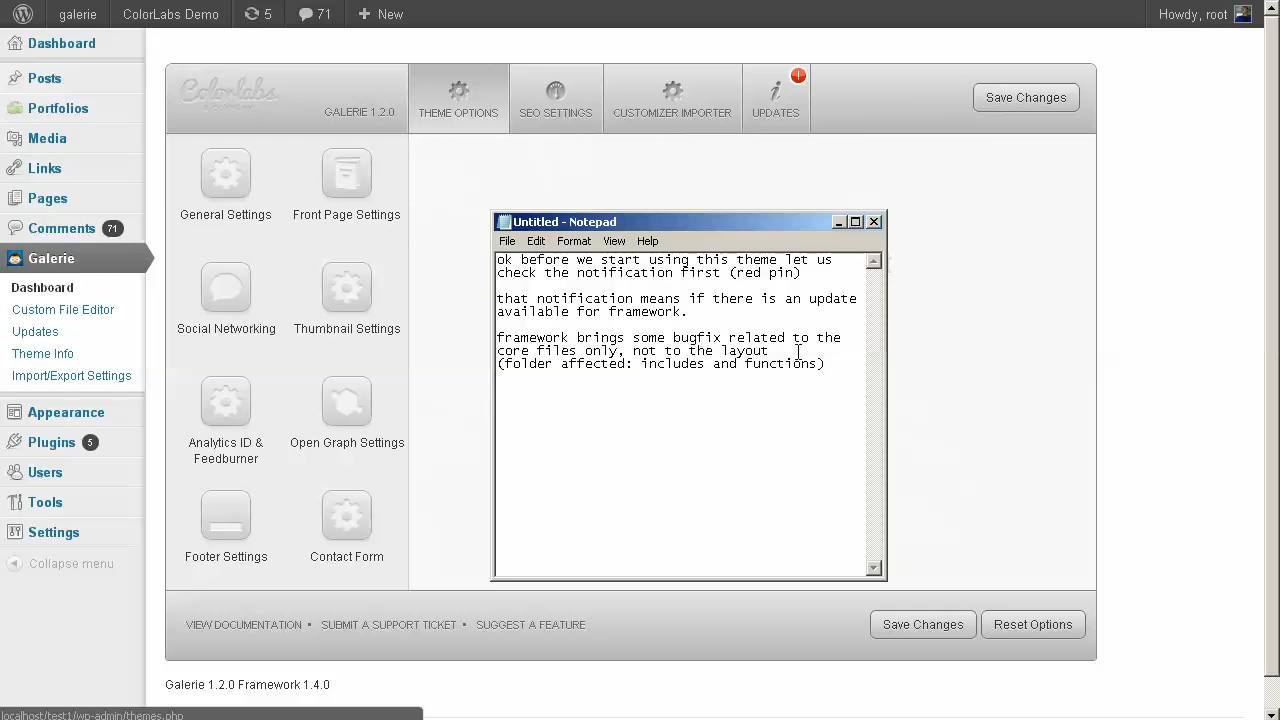 galerie
ColorLabs Demo
5
71
New
Howdy, root
Dashboard
Posts
Portfolios
Media
Links
Pages
Comments 71
Galerie
Dashboard
Custom File Editor
Updates
Theme Info
Import/Export Settings
Appearance
Plugins 5
Users
Tools
Settings
Collapse menu
Colorlabs
GALERIE 1.2.0
THEME OPTIONS
SEO SETTINGS
CUSTOMIZER IMPORTER
UPDATES
Save Changes
General Settings
Front Page Settings
Social Networking
Thumbnail Settings
Analytics ID &
Feedburner
Open Graph Settings
Footer Settings
Contact Form
Untitled - Notepad
File Edit Format View Help
ok before we start using this theme let us
check the notification first (red pin)
that notification means if there is an update
available for framework.
framework brings some bugfix related to the
core files only, not to the layout
(folder affected: includes and functions)
VIEW DOCUMENTATION • SUBMIT A SUPPORT TICKET • SUGGEST A FEATURE
Save Changes
Reset Options
Galerie 1.2.0 Framework 1.4.0
localhost/test1/wp-admin/themes.php